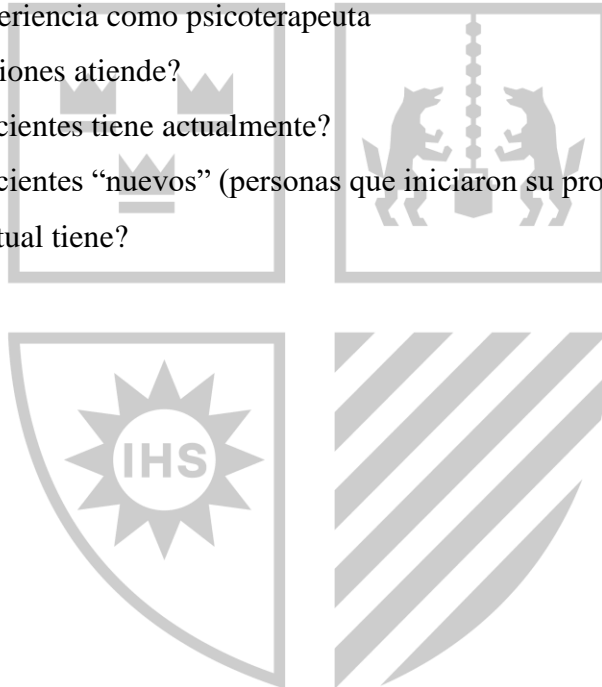 eriencia como psicoterapeuta
iones atiende?
cientes tiene actualmente?
cientes “nuevos” (personas que iniciaron su pro
tual tiene?
IHS